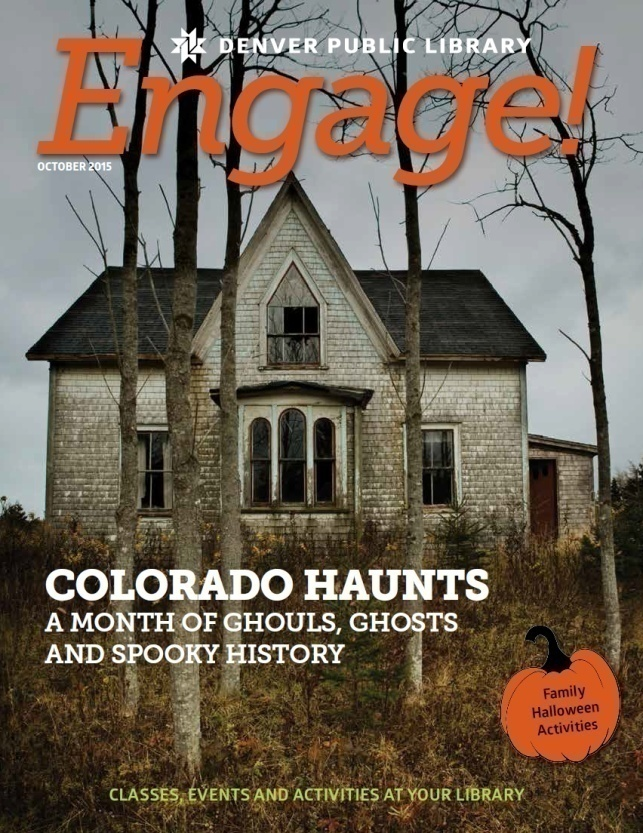 DENVER PUBLIC LIBRARY
Engage!
OCTOBER 2015
COLORADO HAUNTS
A MONTH OF GHOULS, GHOSTS
AND SPOOKY HISTORY
Family
Halloween
Activities
CLASSES, EVENTS AND ACTIVITIES AT YOUR LIBRARY